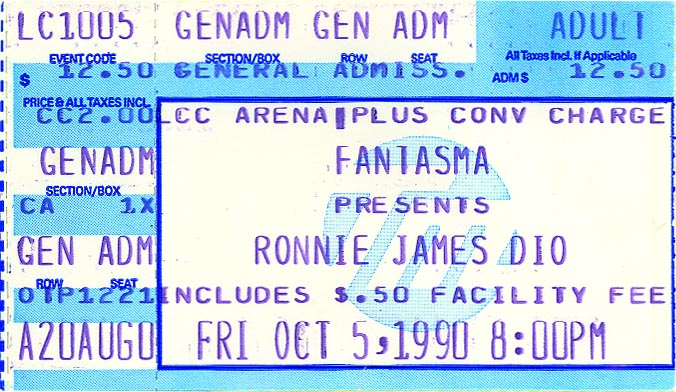 LC1005 GENADM GEN ADM ADULT
EVENT CODE SECTION/BOX ROW SEAT All Taxes Incl. If Applicable
$ 12.50 GENERAL ADMISS. ADM $ 12.50
PRICE & ALL TAXES INCL.
CC2.00 LCC ARENA PLUS CONV CHARGE
GENADM FANTASMA
SECTION/BOX
CA 1X PRESENTS
GEN ADM RONNIE JAMES DIO
ROW SEAT
OTP1221 INCLUDES $.50 FACILITY FEE
A20AUG0 FRI OCT 5,1990 8:00PM